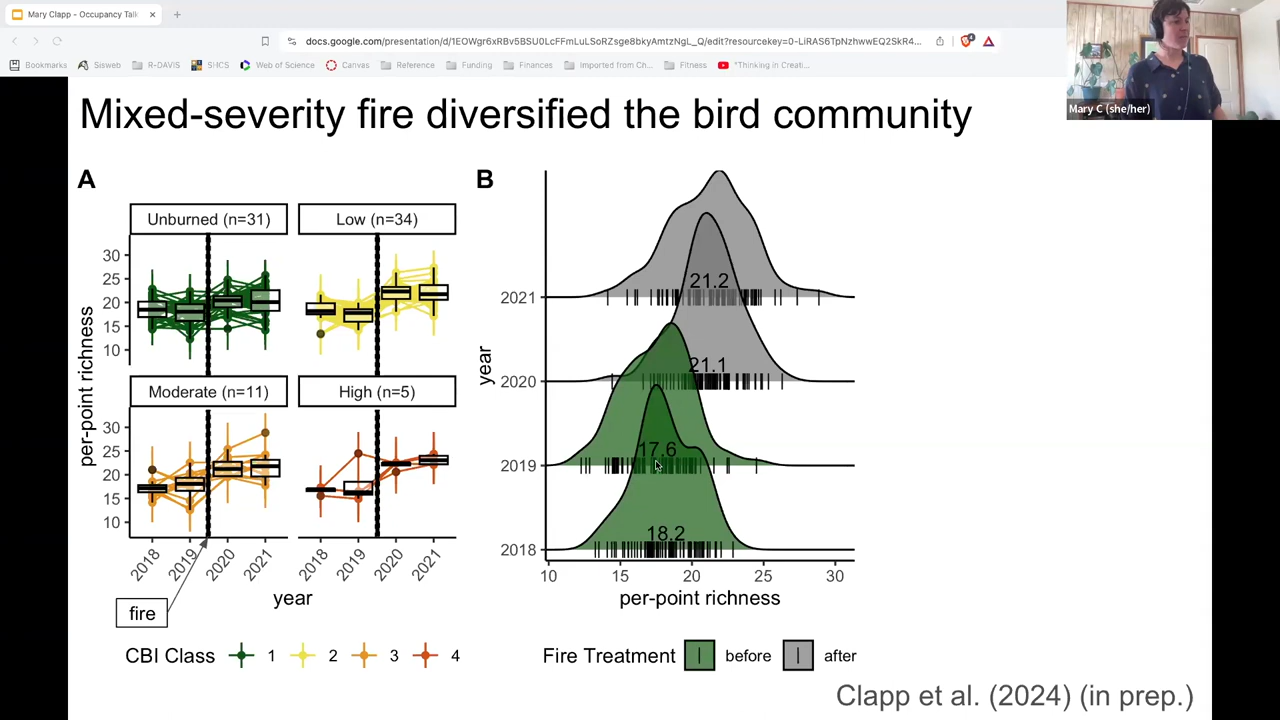 Mary Clapp - Occupancy Talk
docs.google.com/presentation/d/1EOWgr6xRBv5BSU0LcFFmLuLSoRZsge8bkyAmtzNgL_Q/edit?resourcekey=0-LiRAS6TpNzhwwEQ2SkR4...
Bookmarks Sisweb R-DAVIS SHCS Web of Science Canvas Reference Funding Finances Imported from Ch... Fitness "Thinking in Creati...
Mary C (she/her)
Mixed-severity fire diversified the bird community
A
Unburned (n=31)
Low (n=34)
30
25
20
15
10
Moderate (n=11)
High (n=5)
30
25
20
15
10
per-point richness
2018 2019 2020 2021
2018 2019 2020 2021
year
fire
CBI Class 1 2 3 4
B
21.2
2021
21.1
2020
17.6
2019
18.2
2018
year
10 15 20 25 30
per-point richness
Fire Treatment before after
Clapp et al. (2024) (in prep.)